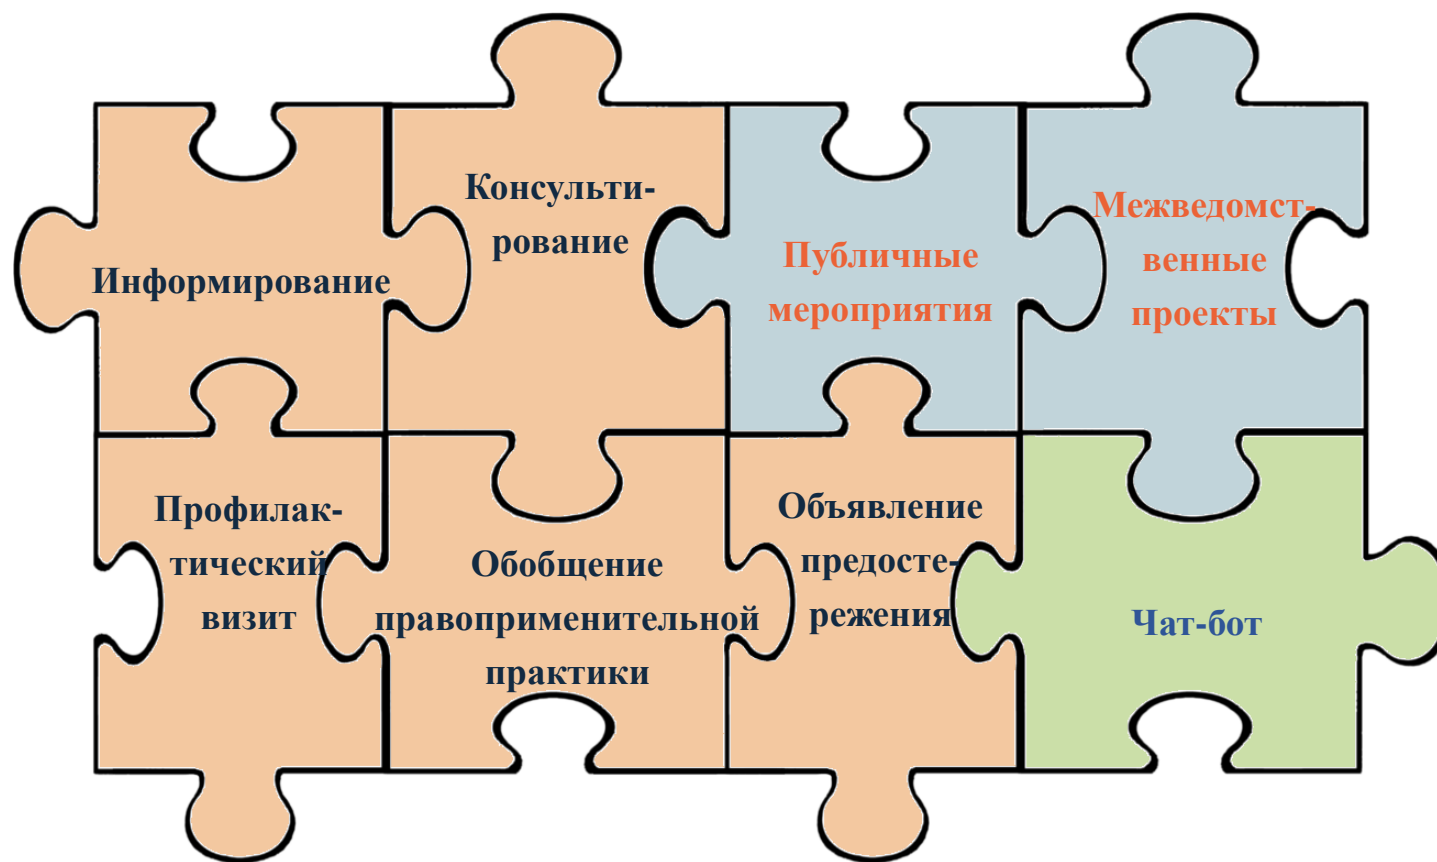 Информирование
Консульти-
рование
Публичные
мероприятия
Межведомст-
венные
проекты
Профилак-
тический
визит
Обобщение
правоприменительной
практики
Объявление
предосте-
режения
Чат-бот